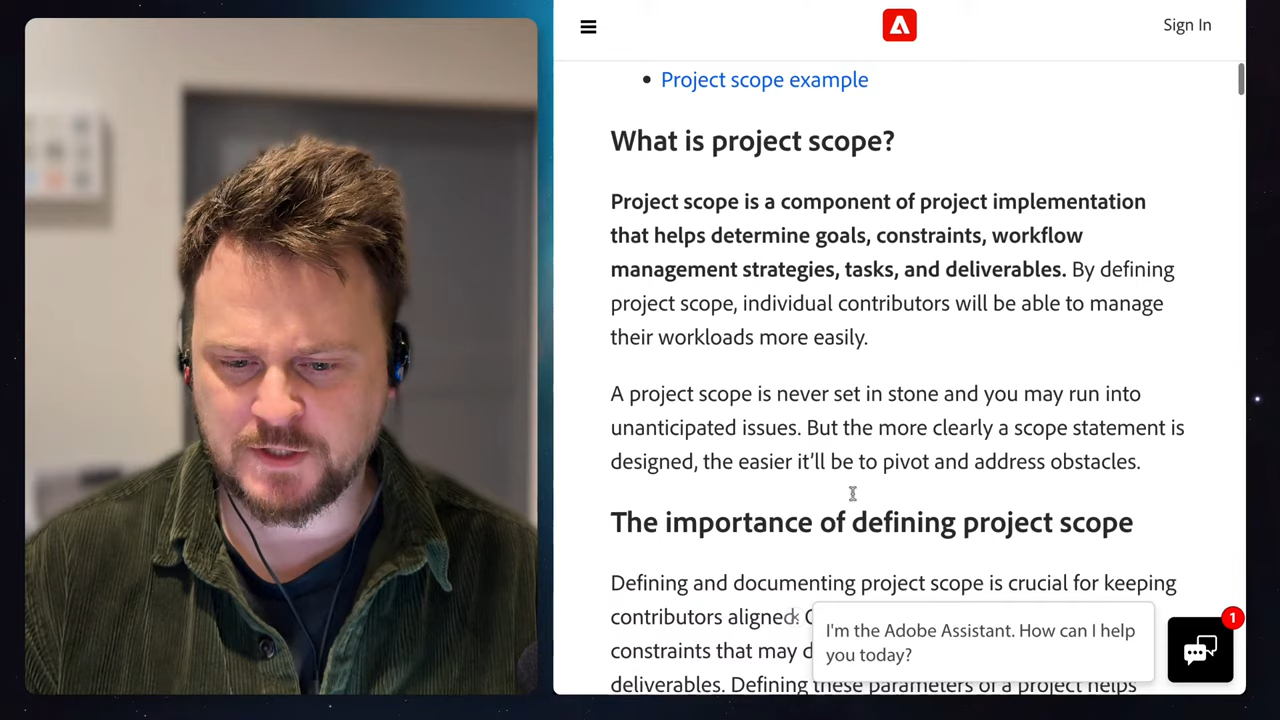 Sign In
Project scope example
What is project scope?
Project scope is a component of project implementation
that helps determine goals, constraints, workflow
management strategies, tasks, and deliverables. By defining
project scope, individual contributors will be able to manage
their workloads more easily.
A project scope is never set in stone and you may run into
unanticipated issues. But the more clearly a scope statement is
designed, the easier it’ll be to pivot and address obstacles.
The importance of defining project scope
Defining and documenting project scope is crucial for keeping
contributors aligned.
constraints that may
deliverables. Defining these parameters of a project helps
I'm the Adobe Assistant. How can I help
you today?
1